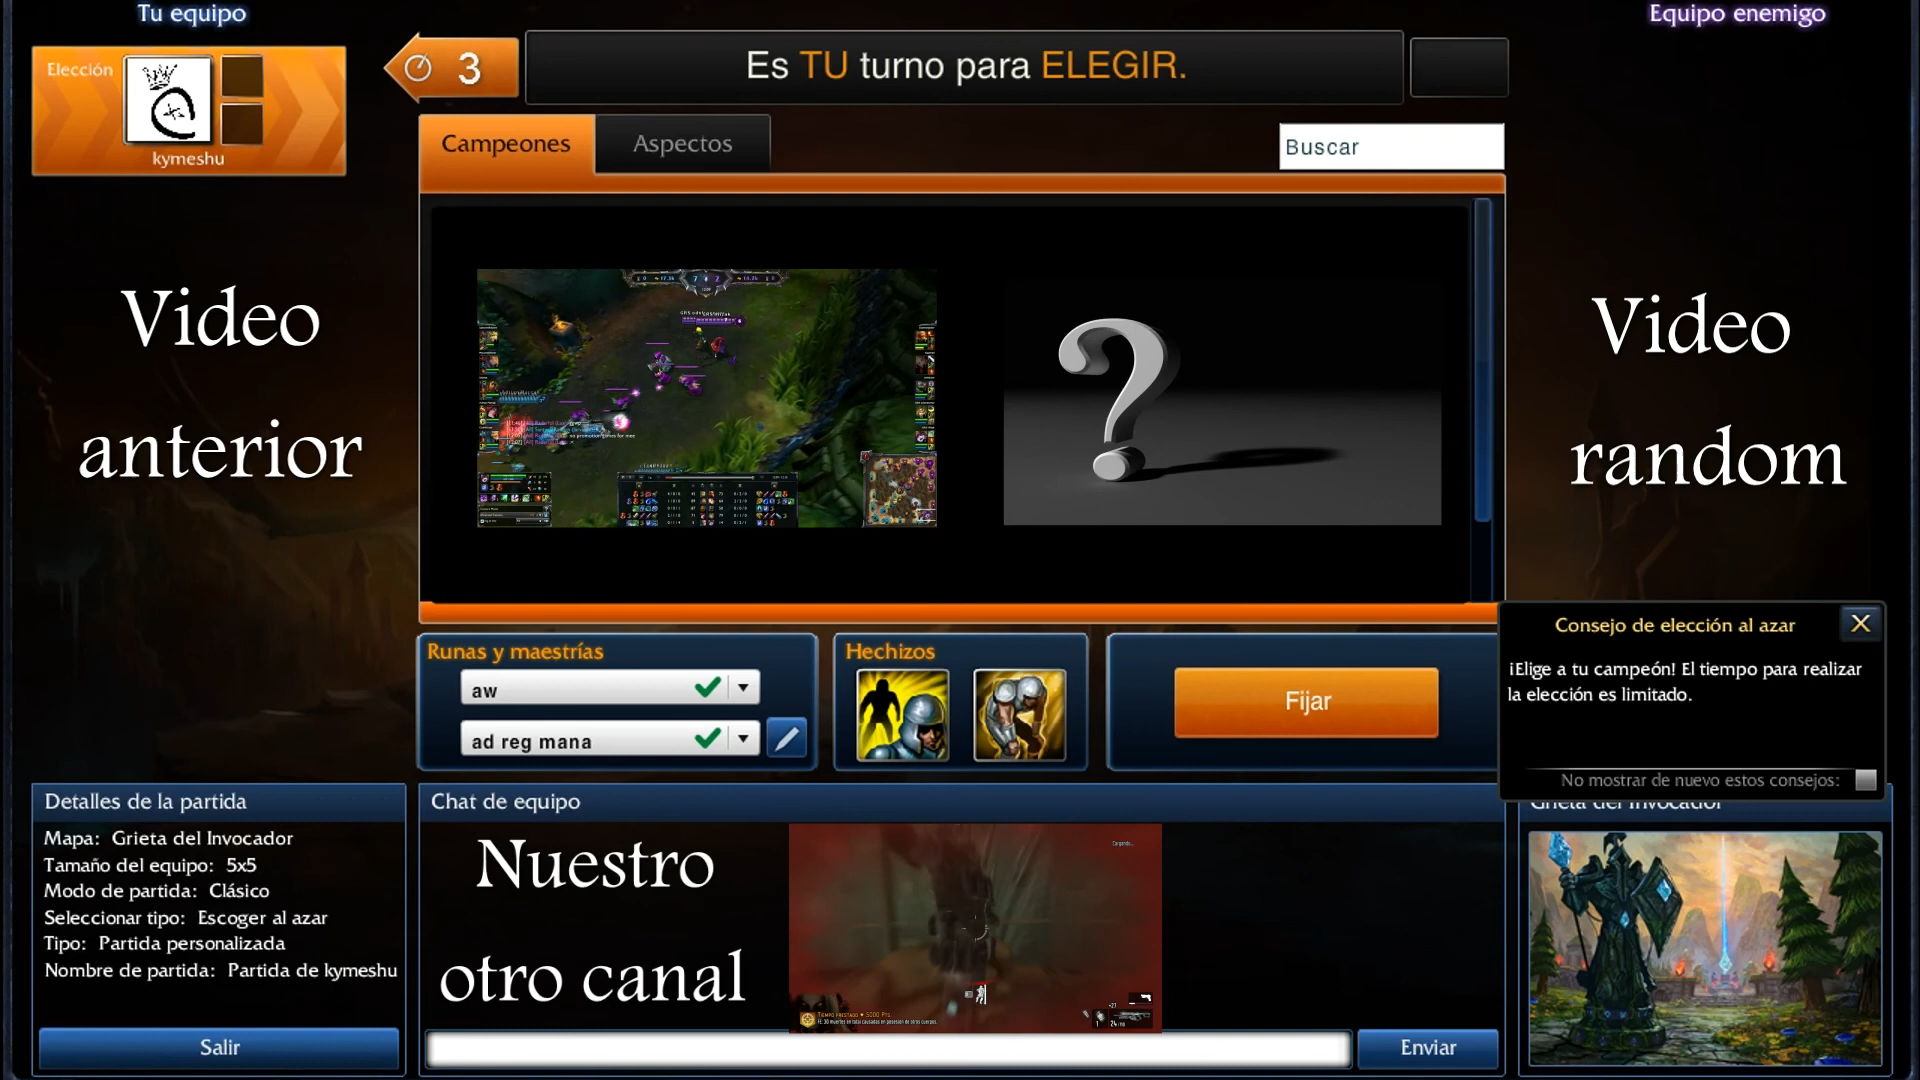 Tu equipo
Equipo enemigo
Elección
kymeshu
3
Es TU turno para ELEGIR.
Campeones
Aspectos
Buscar
Video
anterior
Video
random
Runas y maestrías
aw
ad reg mana
Hechizos
Fijar
Consejo de elección al azar
¡Elige a tu campeón! El tiempo para realizar
la elección es limitado.
No mostrar de nuevo estos consejos:
Detalles de la partida
Mapa: Grieta del Invocador
Tamaño del equipo: 5x5
Modo de partida: Clásico
Seleccionar tipo: Escoger al azar
Tipo: Partida personalizada
Nombre de partida: Partida de kymeshu
Salir
Chat de equipo
Nuestro
otro canal
Cargando...
Enviar
Grieta del Invocador